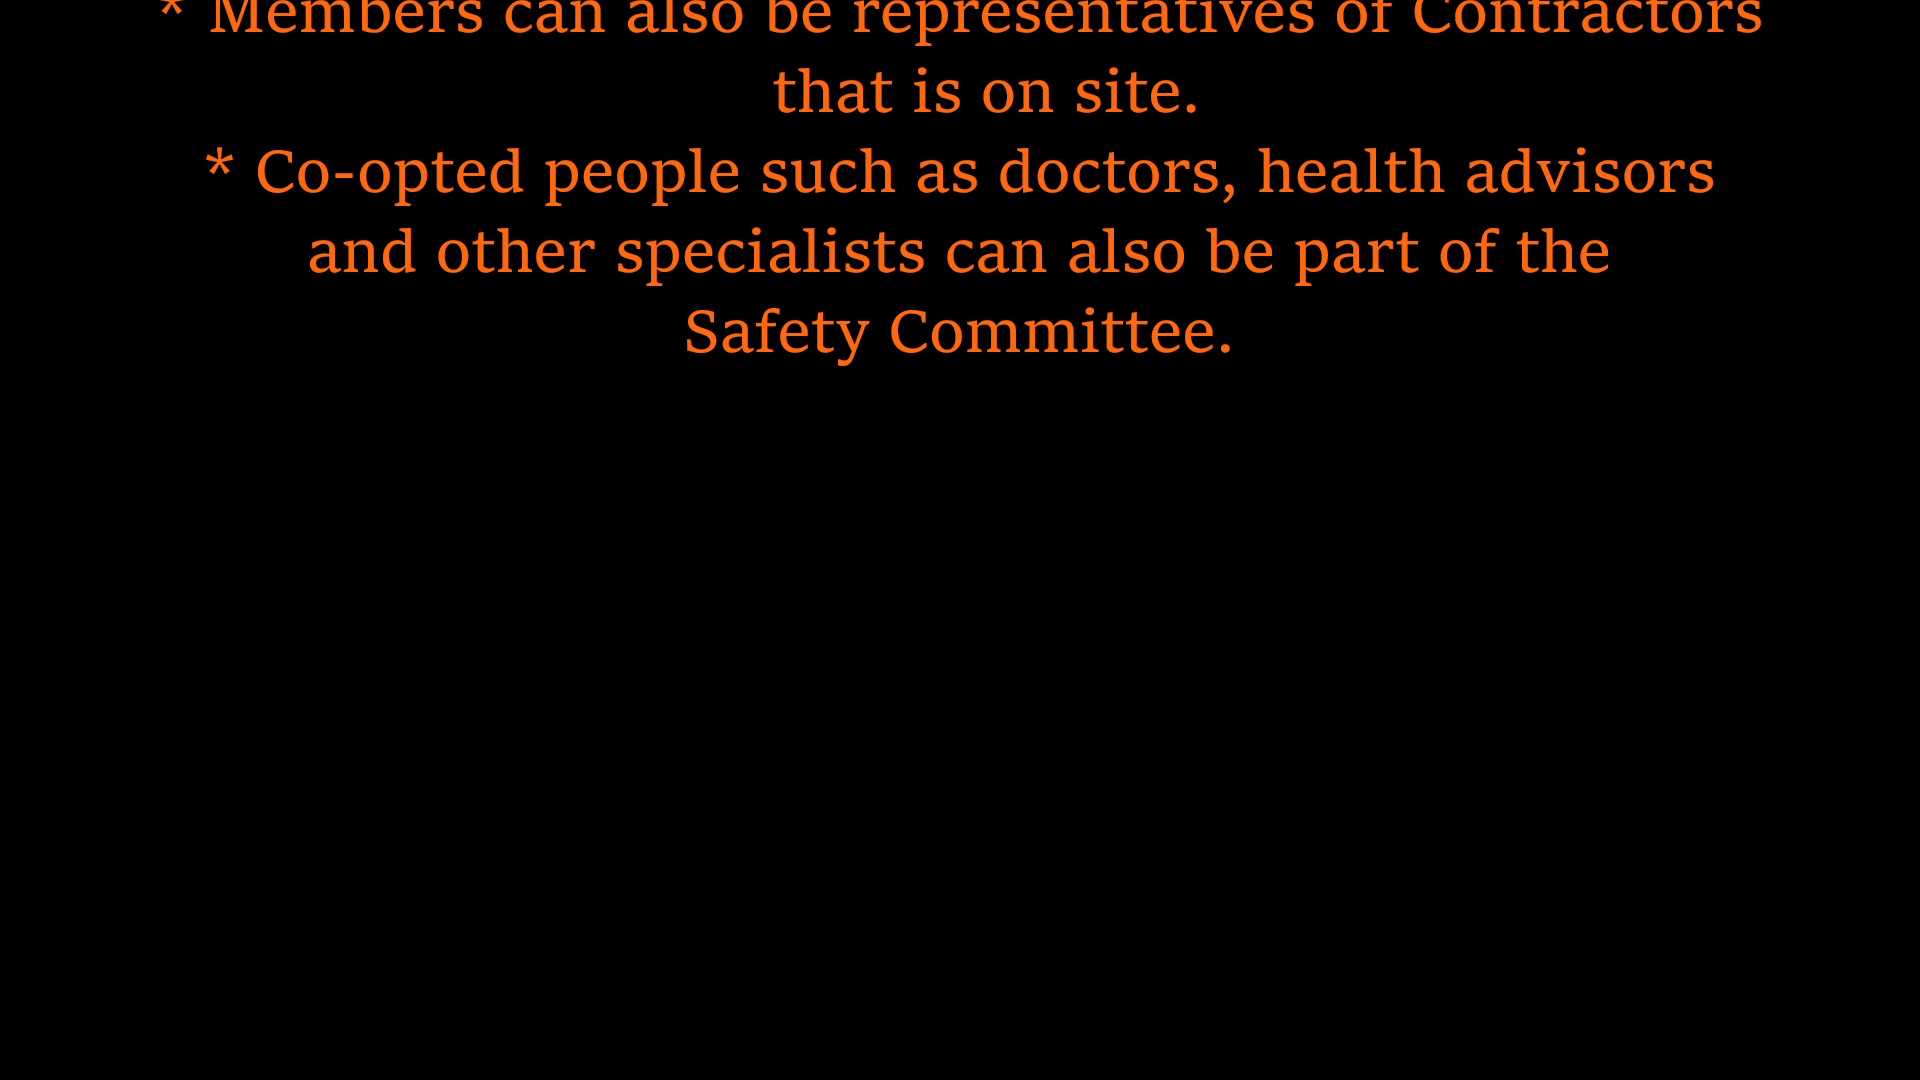 * Members can also be representatives of Contractors
that is on site.
* Co-opted people such as doctors, health advisors
and other specialists can also be part of the
Safety Committee.